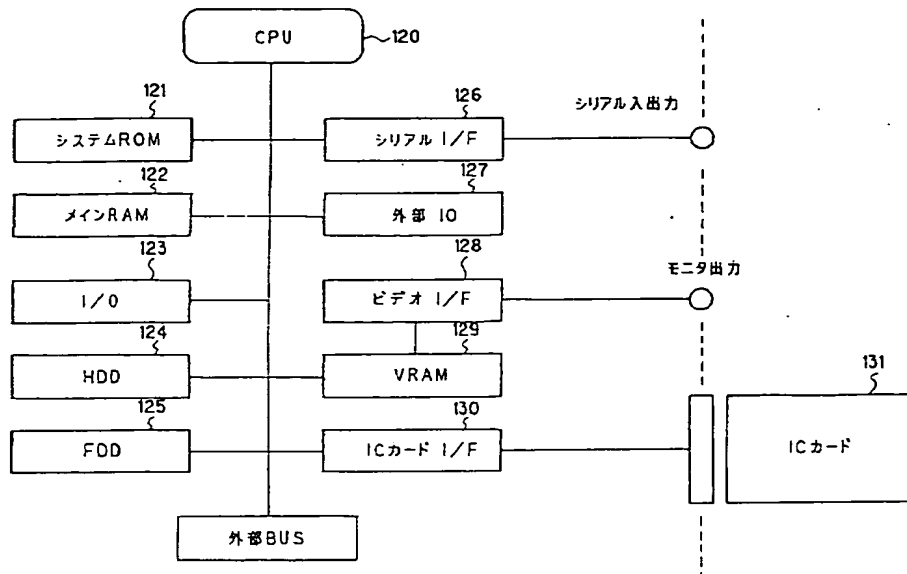 CPU
120
121
システムROM
126
シリアル I/F
シリアル入出力
122
メインRAM
127
外部 IO
123
I/O
128
ビデオ I/F
モニタ出力
124
HDD
129
VRAM
125
FDD
130
ICカード I/F
131
ICカード
外部BUS